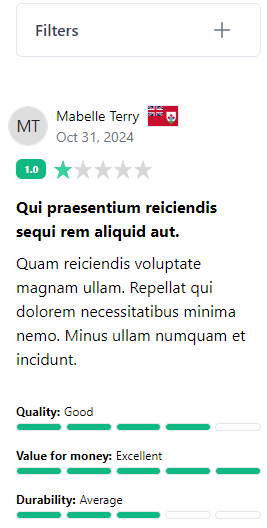 Filters
MT
Mabelle Terry
Oct 31, 2024
1.0
Qui praesentium reiciendis
sequi rem aliquid aut.
Quam reiciendis voluptate
magnam ullam. Repellat qui
dolorem necessitatibus minima
nemo. Minus ullam numquam et
incidunt.
Quality: Good
Value for money: Excellent
Durability: Average